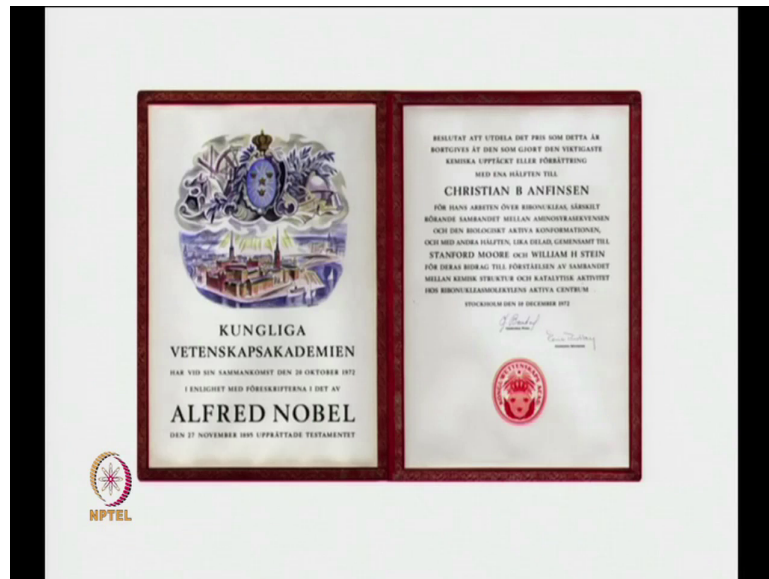 KUNGLIGA
VETENSKAPSAKADEMIEN
HAR VID SIN SAMMANKOMST DEN 20 OKTOBER 1972
I ENLIGHET MED FÖRESKRIFTERNA I DET AV
ALFRED NOBEL
DEN 27 NOVEMBER 1895 UPPRÄTTADE TESTAMENTET
BESLUTAT ATT UTDELA DET PRIS SOM DETTA ÅR
BORTGIVES ÅT DEN SOM GJORT DEN VIKTIGASTE
KEMISKA UPPTÄCKT ELLER FÖRBÄTTRING
MED ENA HÄLFTEN TILL
CHRISTIAN B ANFINSEN
FÖR HANS ARBETEN ÖVER RIBONUKLEAS, SÄRSKILT
RÖRANDE SAMBANDET MELLAN AMINOSYRASEKVENSEN
OCH DEN BIOLOGISKT AKTIVA KONFORMATIONEN,
OCH MED ANDRA HÄLFTEN, LIKA DELAD, GEMENSAMT TILL
STANFORD MOORE OCH WILLIAM H STEIN
FÖR DERAS BIDRAG TILL FÖRSTÅELSEN AV SAMBANDET
MELLAN KEMISK STRUKTUR OCH KATALYTISK AKTIVITET
HOS RIBONUKLEASMOLEKYLENS AKTIVA CENTRUM
STOCKHOLM DEN 10 DECEMBER 1972
NPTEL